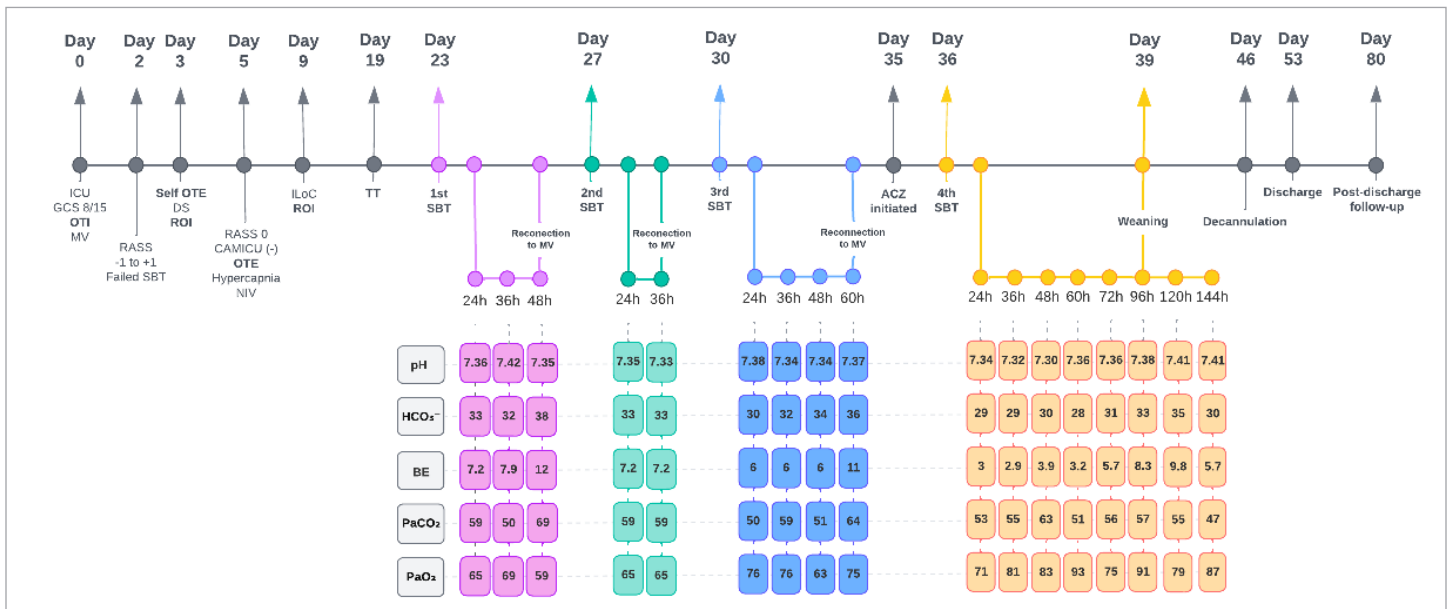 Day 0 Day 2 Day 3 Day 5 Day 9 Day 19 Day 23 Day 27 Day 30 Day 35 Day 36 Day 39 Day 46 Day 53 Day 80
ICU
GCS 8/15
OTI
MV
RASS
-1 to +1
Failed SBT
Self OTE
DS
ROI
RASS 0
CAMICU (-)
OTE
Hypercapnia
NIV
ILoC
ROI
TT
1st
SBT
Reconection
to MV
2nd
SBT
Reconection
to MV
3rd
SBT
Reconnection
to MV
ACZ
initiated
4th
SBT
Weaning
Decannulation
Discharge
Post-discharge
follow-up
24h 36h 48h 24h 36h 24h 36h 48h 60h 24h 36h 48h 60h 72h 96h 120h 144h
pH 7.36 7.42 7.35 7.35 7.33 7.38 7.34 7.34 7.37 7.34 7.32 7.30 7.36 7.36 7.38 7.41 7.41
HCO₃⁻ 33 32 38 33 33 30 32 34 36 29 29 30 28 31 33 35 30
BE 7.2 7.9 12 7.2 7.2 6 6 6 11 3 2.9 3.9 3.2 5.7 8.3 9.8 5.7
PaCO₂ 59 50 69 59 59 50 59 51 64 53 55 63 51 56 57 55 47
PaO₂ 65 69 59 65 65 76 76 63 75 71 81 83 93 75 91 79 87